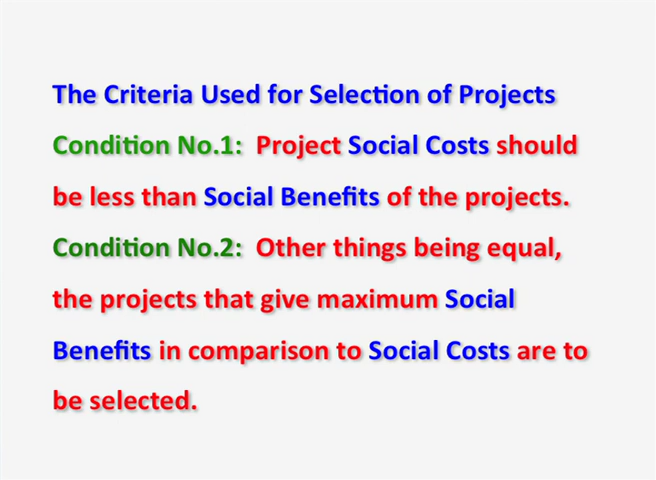 The Criteria Used for Selection of Projects
Condition No.1: Project Social Costs should
be less than Social Benefits of the projects.
Condition No.2: Other things being equal,
the projects that give maximum Social
Benefits in comparison to Social Costs are to
be selected.